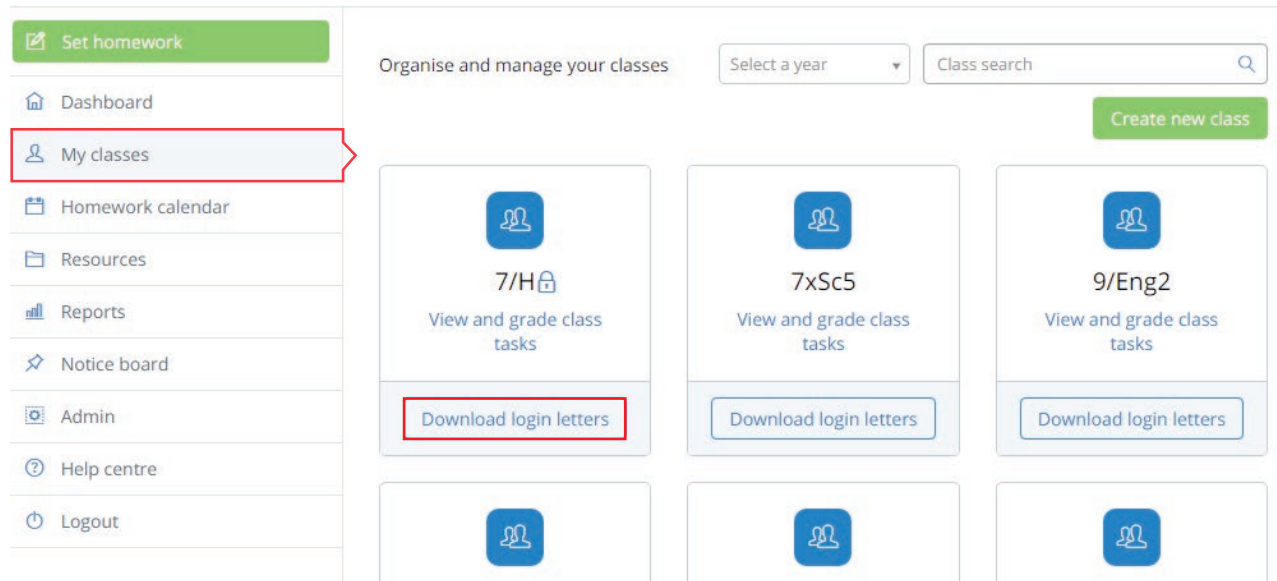 Set homework
Dashboard
My classes
Homework calendar
Resources
Reports
Notice board
Admin
Help centre
Logout
Organise and manage your classes
Select a year
Class search
Create new class
7/H
View and grade class
tasks
Download login letters
7xSc5
View and grade class
tasks
Download login letters
9/Eng2
View and grade class
tasks
Download login letters